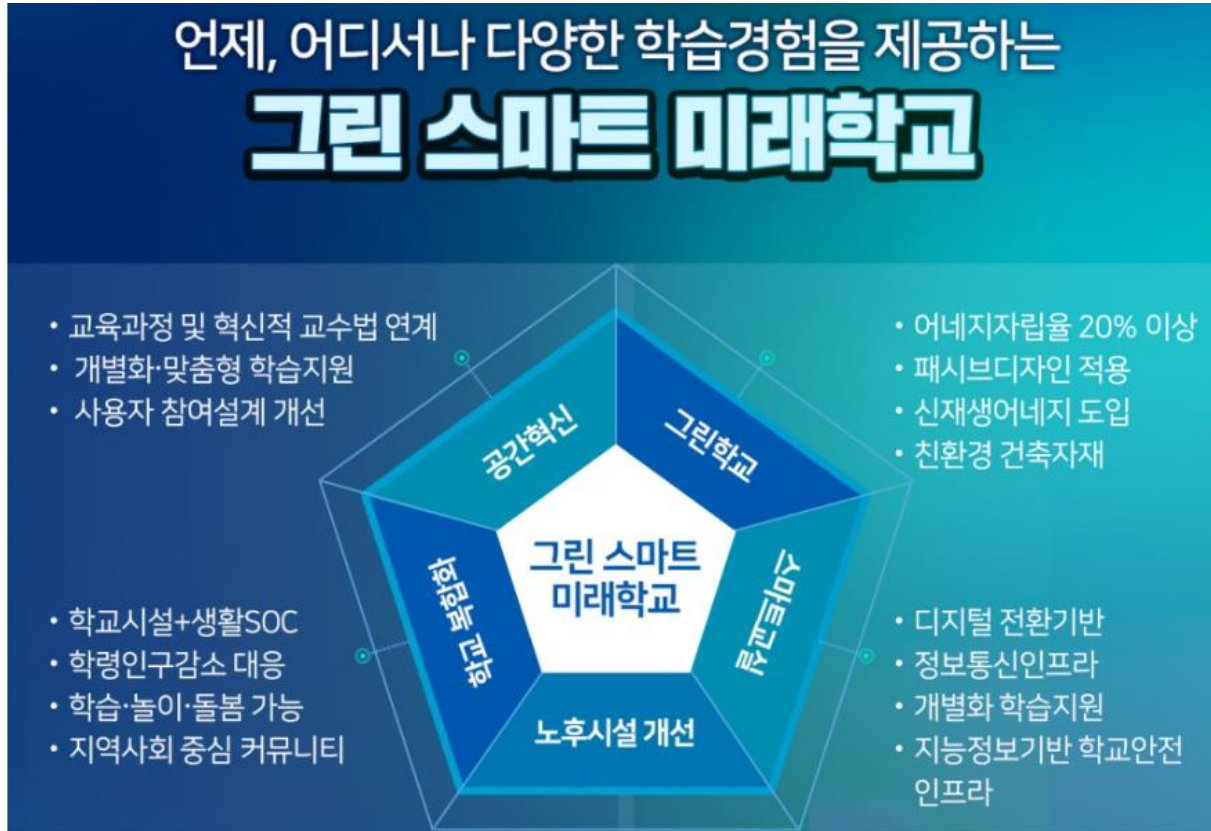 언제, 어디서나 다양한 학습경험을 제공하는
그린 스마트 미래학교
• 교육과정 및 혁신적 교수법 연계
• 개별화·맞춤형 학습지원
• 사용자 참여설계 개선
• 어네지자립율 20% 이상
• 패시브디자인 적용
• 신재생어네지 도입
• 친환경 건축자재
공간혁신
그린학교
그린 스마트
미래학교
학교복합화
스마트교실
노후시설 개선
• 학교시설+생활SOC
• 학령인구감소 대응
• 학습·놀이·돌봄 가능
• 지역사회 중심 커뮤니티
• 디지털 전환기반
• 정보통신인프라
• 개별화 학습지원
• 지능정보기반 학교안전
인프라